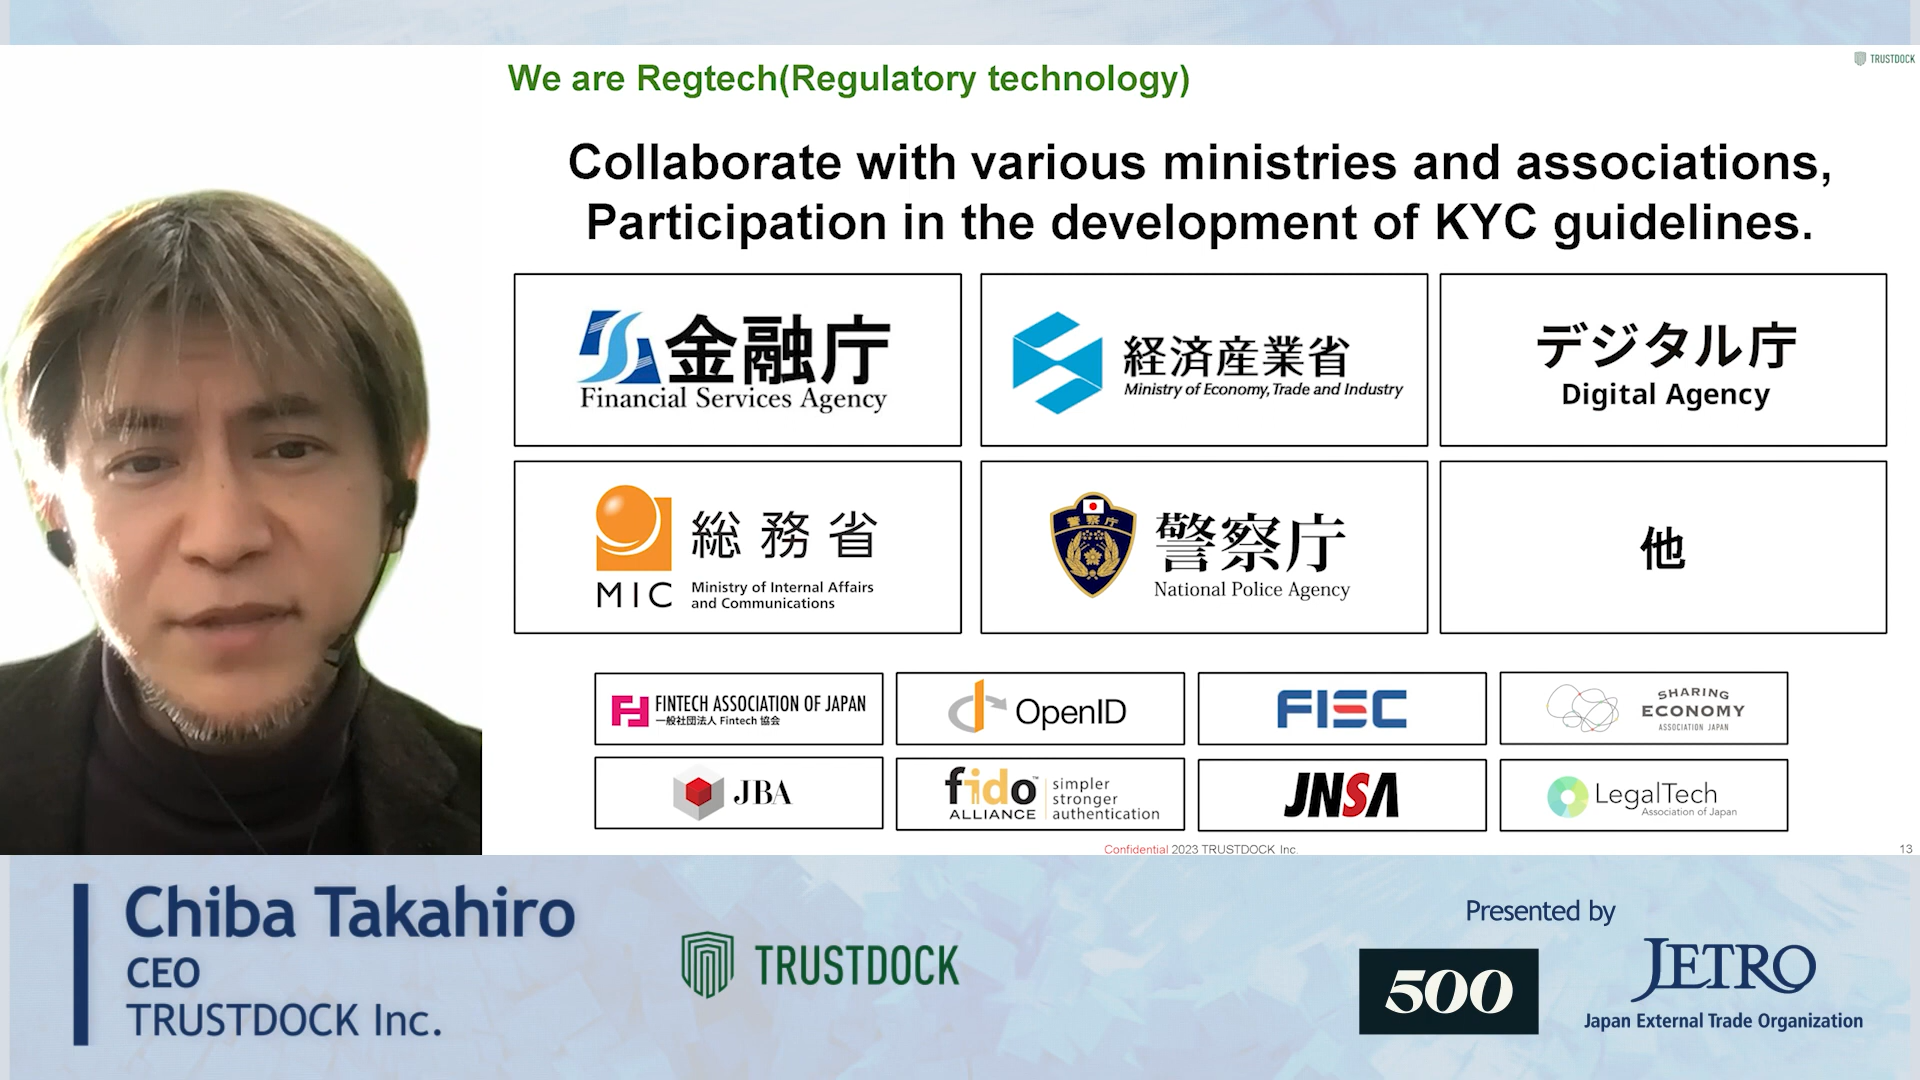 TRUSTDOCK
We are Regtech(Regulatory technology)
Collaborate with various ministries and associations,
Participation in the development of KYC guidelines.
金融庁
Financial Services Agency
経済産業省
Ministry of Economy, Trade and Industry
デジタル庁
Digital Agency
総務省
MIC
Ministry of Internal Affairs
and Communications
警察庁
警察庁
National Police Agency
他
FINTECH ASSOCIATION OF JAPAN
一般社団法人 Fintech 協会
OpenID
FISC
SHARING
ECONOMY
ASSOCIATION JAPAN
JBA
fido™
ALLIANCE
simpler
stronger
authentication
JNSA
LegalTech
Association of Japan
Confidential 2023 TRUSTDOCK Inc.
13
Chiba Takahiro
CEO
TRUSTDOCK Inc.
TRUSTDOCK
Presented by
500
JETRO
Japan External Trade Organization